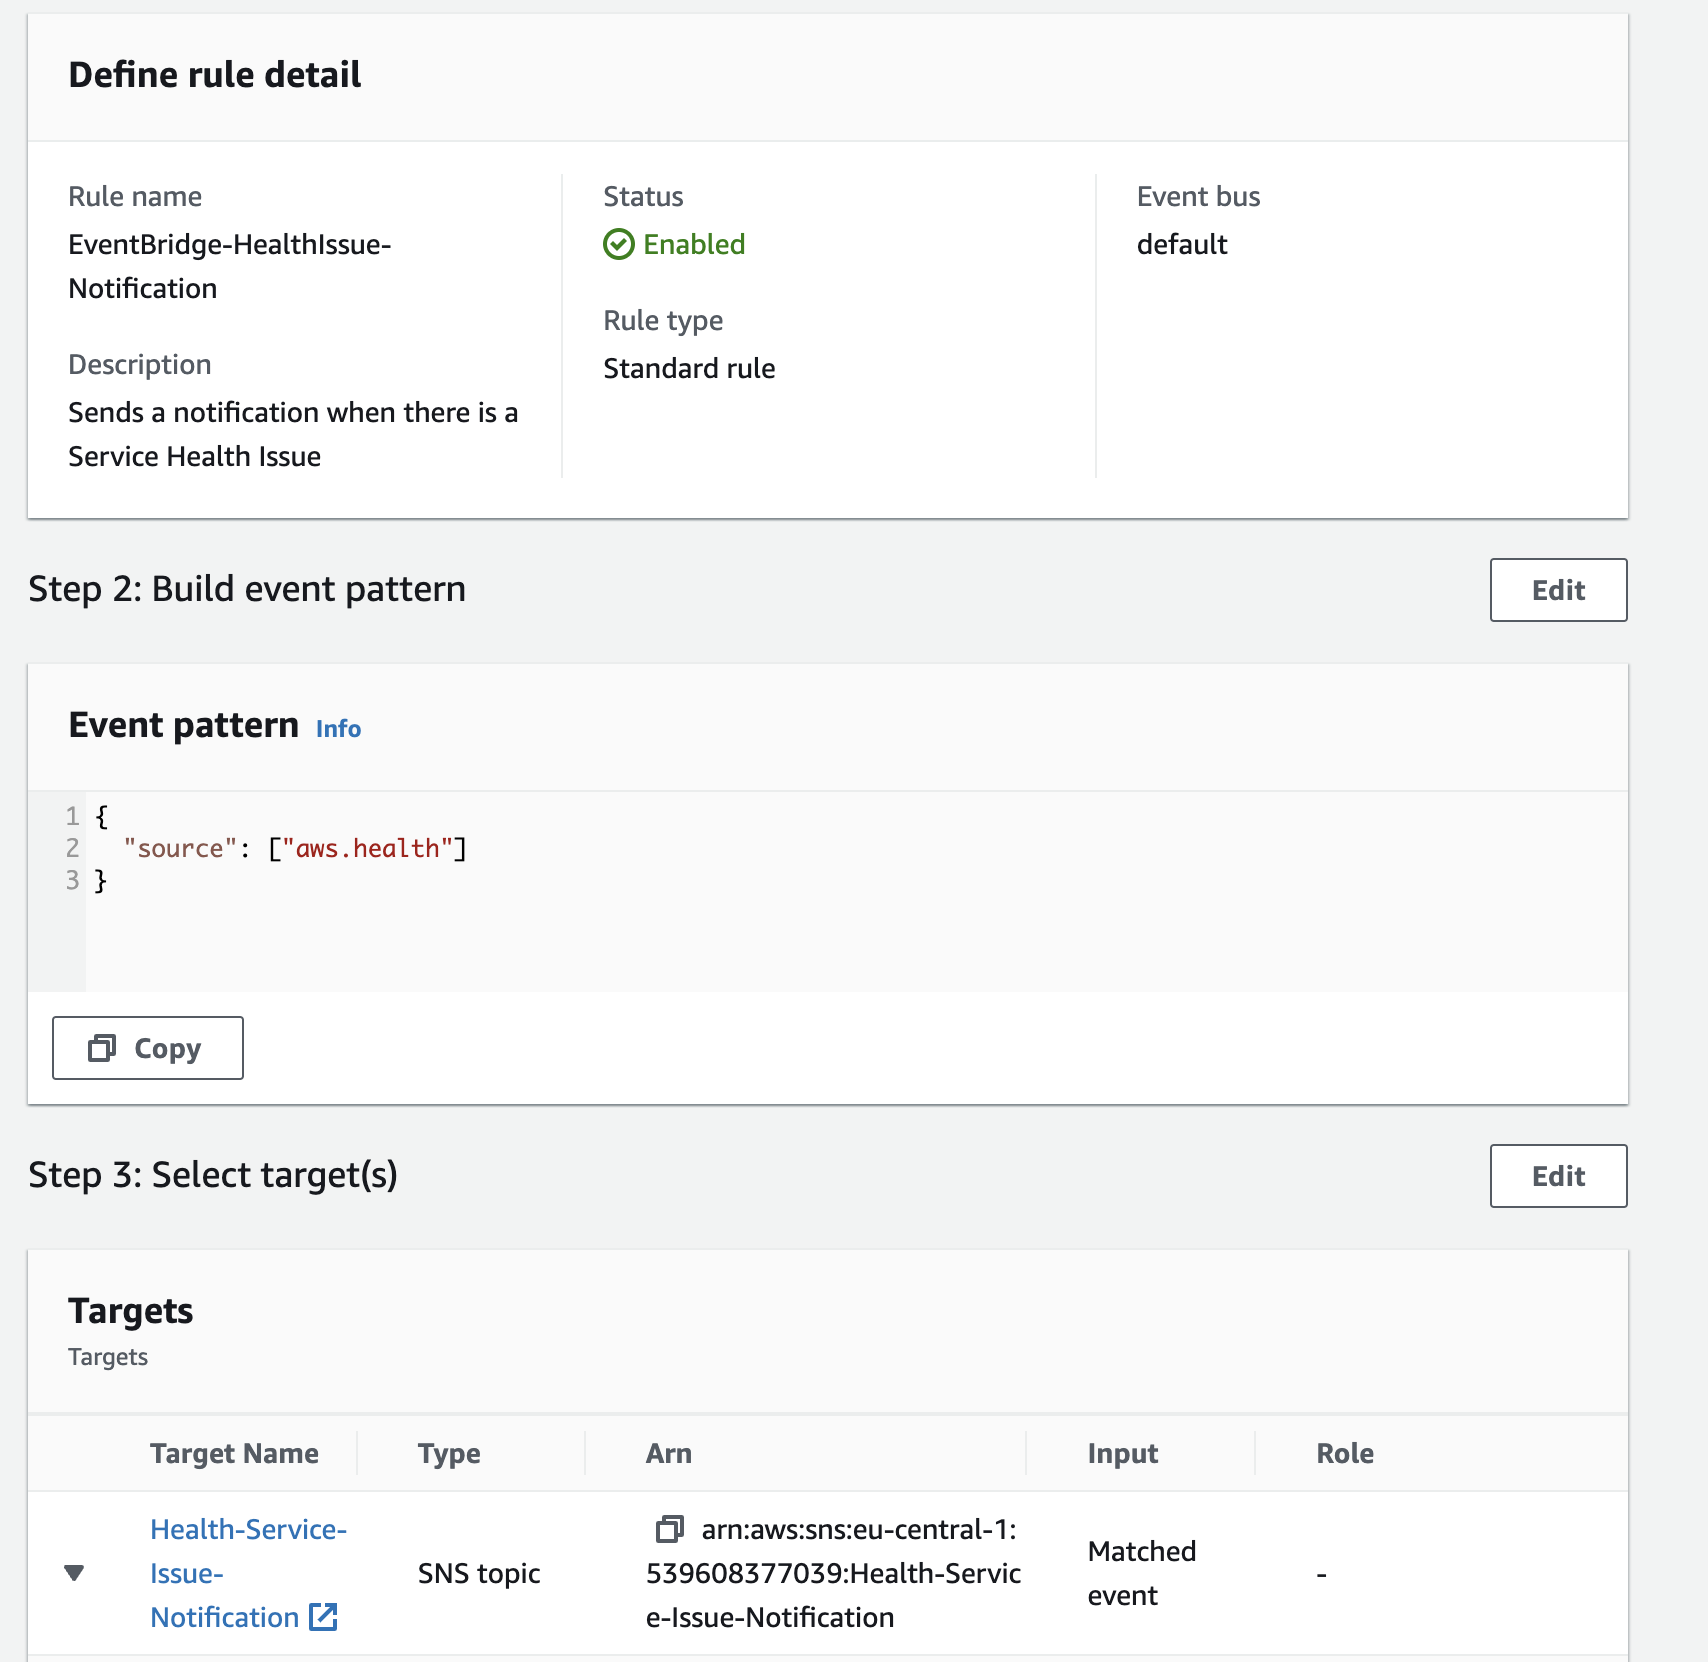 Define rule detail
Rule name
EventBridge-HealthIssue-
Notification
Description
Sends a notification when there is a
Service Health Issue
Status
Enabled
Rule type
Standard rule
Event bus
default
Step 2: Build event pattern
Edit
Event pattern Info
1 {
2 "source": ["aws.health"]
3 }
Copy
Step 3: Select target(s)
Edit
Targets
Targets
Target Name Type Arn Input Role
Health-Service-
Issue-
Notification
SNS topic
arn:aws:sns:eu-central-1:
539608377039:Health-Servic
e-Issue-Notification
Matched
event
-